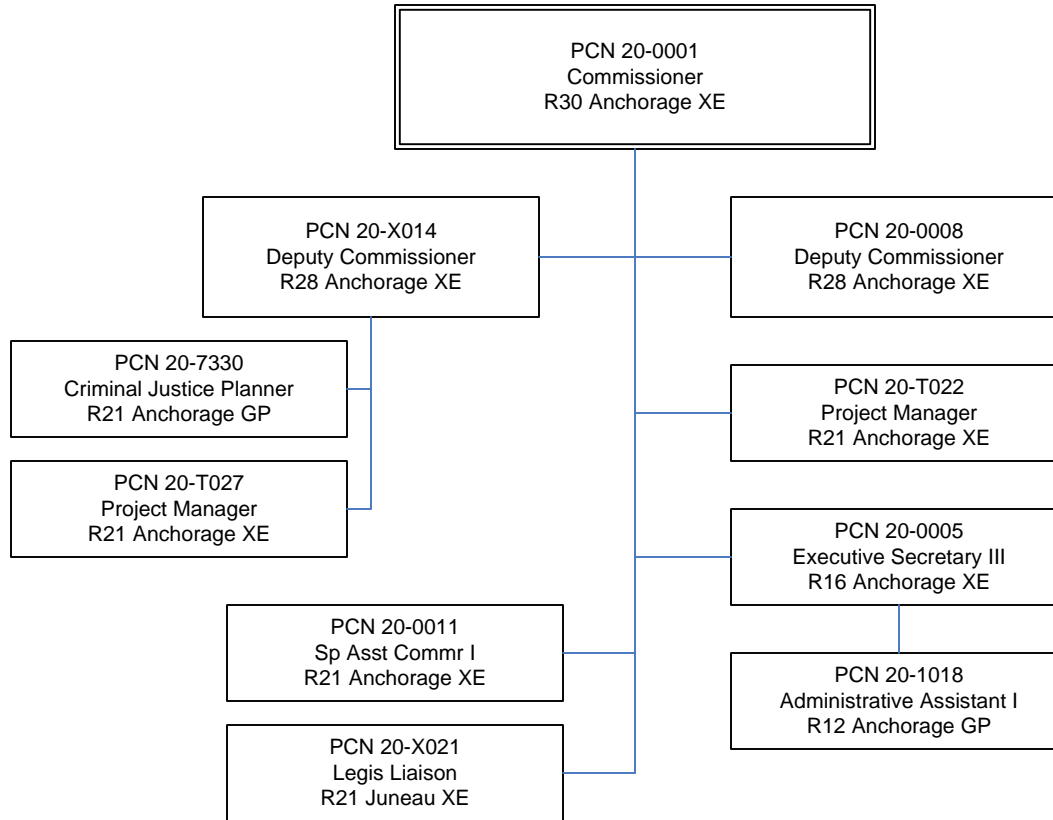 PCN 20-0001
Commissioner
R30 Anchorage XE
PCN 20-X014
Deputy Commissioner
R28 Anchorage XE
PCN 20-0008
Deputy Commissioner
R28 Anchorage XE
PCN 20-7330
Criminal Justice Planner
R21 Anchorage GP
PCN 20-T022
Project Manager
R21 Anchorage XE
PCN 20-T027
Project Manager
R21 Anchorage XE
PCN 20-0005
Executive Secretary III
R16 Anchorage XE
PCN 20-0011
Sp Asst Commr I
R21 Anchorage XE
PCN 20-1018
Administrative Assistant I
R12 Anchorage GP
PCN 20-X021
Legis Liaison
R21 Juneau XE